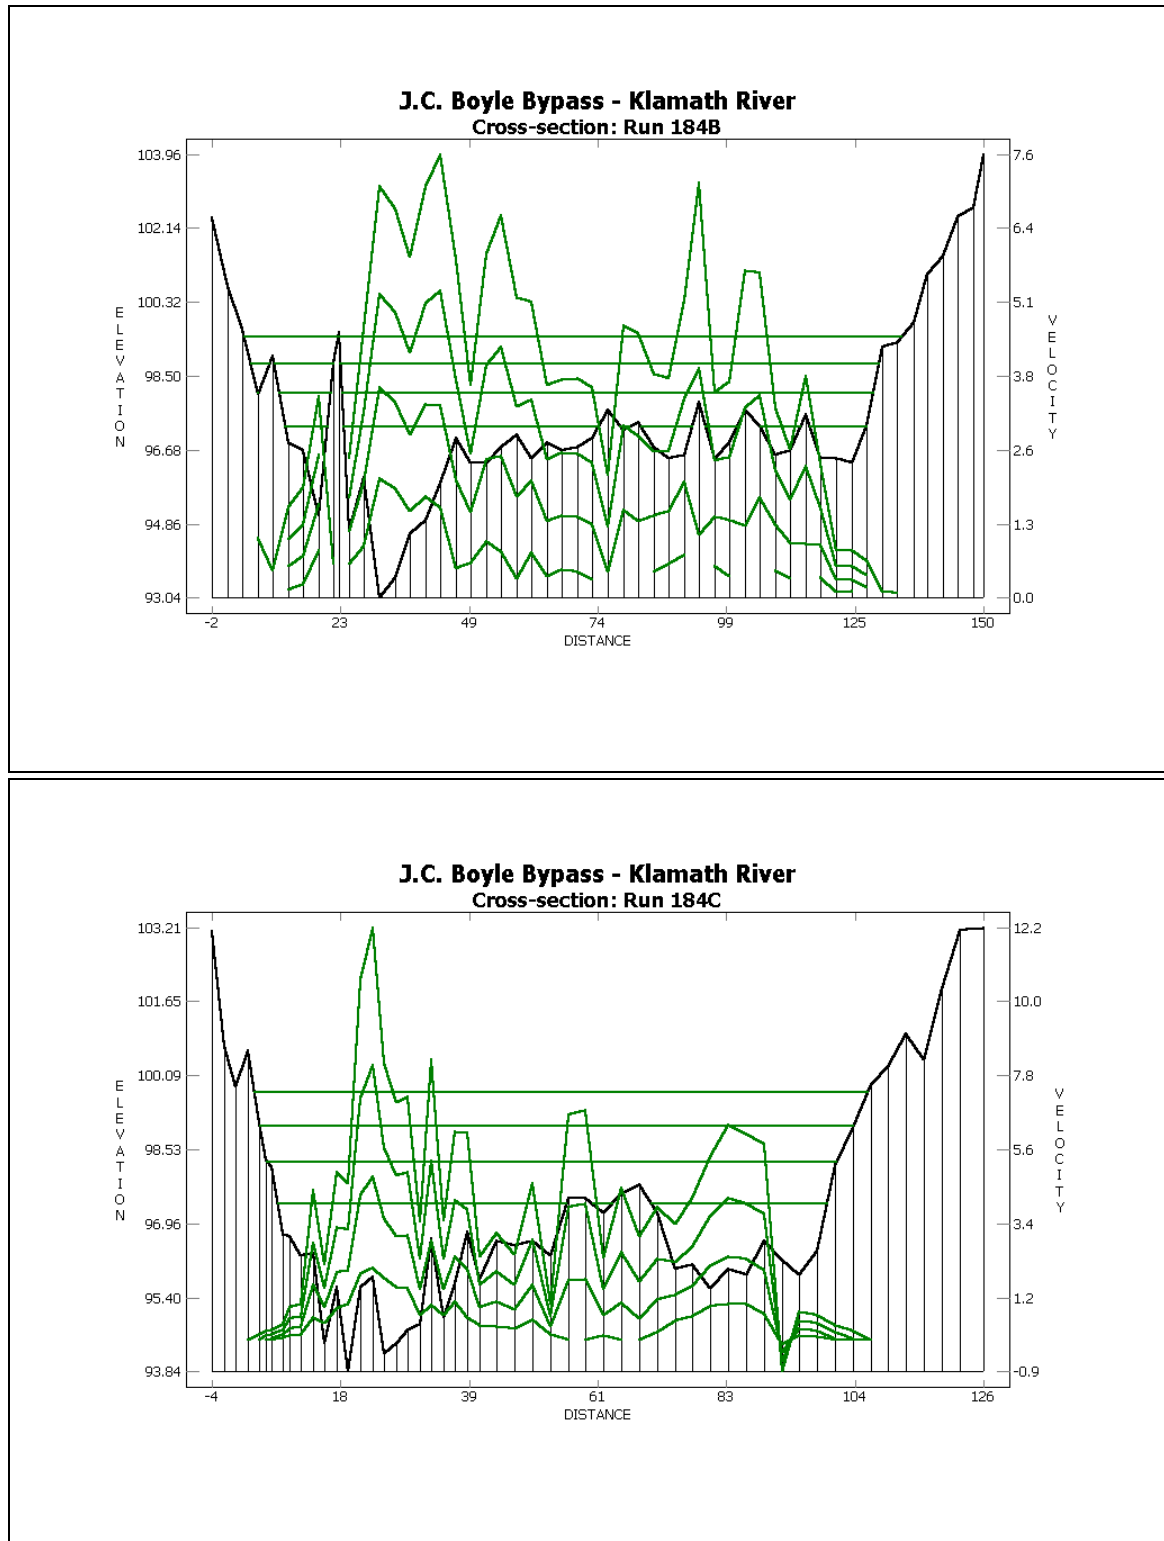 J.C. Boyle Bypass - Klamath River
Cross-section: Run 184B
103.96
102.14
100.32
98.50
96.68
94.86
93.04
ELEVATION
7.6
6.4
5.1
3.8
2.6
1.3
0.0
VELOCITY
-2 23 49 74 99 125 150
DISTANCE
J.C. Boyle Bypass - Klamath River
Cross-section: Run 184C
103.21
101.65
100.09
98.53
96.96
95.40
93.84
ELEVATION
12.2
10.0
7.8
5.6
3.4
1.2
-0.9
VELOCITY
-4 18 39 61 83 104 126
DISTANCE